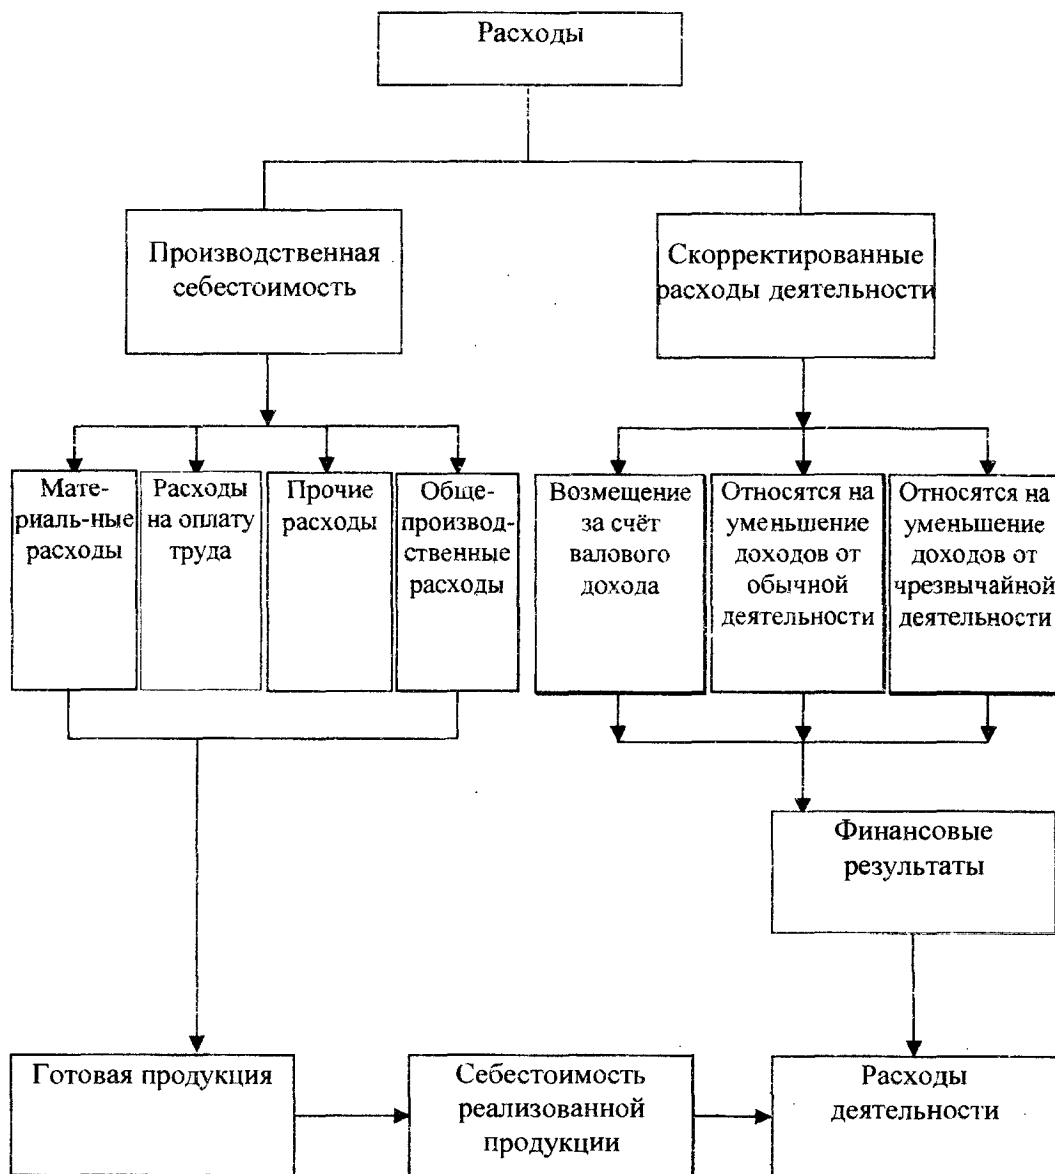 Расходы
Производственная
себестоимость
Скорректированные
расходы деятельности
Мате-
риаль-ные
расходы
Расходы
на оплату
труда
Прочие
расходы
Обще-
производ-
ственные
расходы
Возмещение
за счёт
валового
дохода
Относятся на
уменьшение
доходов от
обычной
деятельности
Относятся на
уменьшение
доходов от
чрезвычайной
деятельности
Финансовые
результаты
Готовая продукция
Себестоимость
реализованной
продукции
Расходы
деятельности